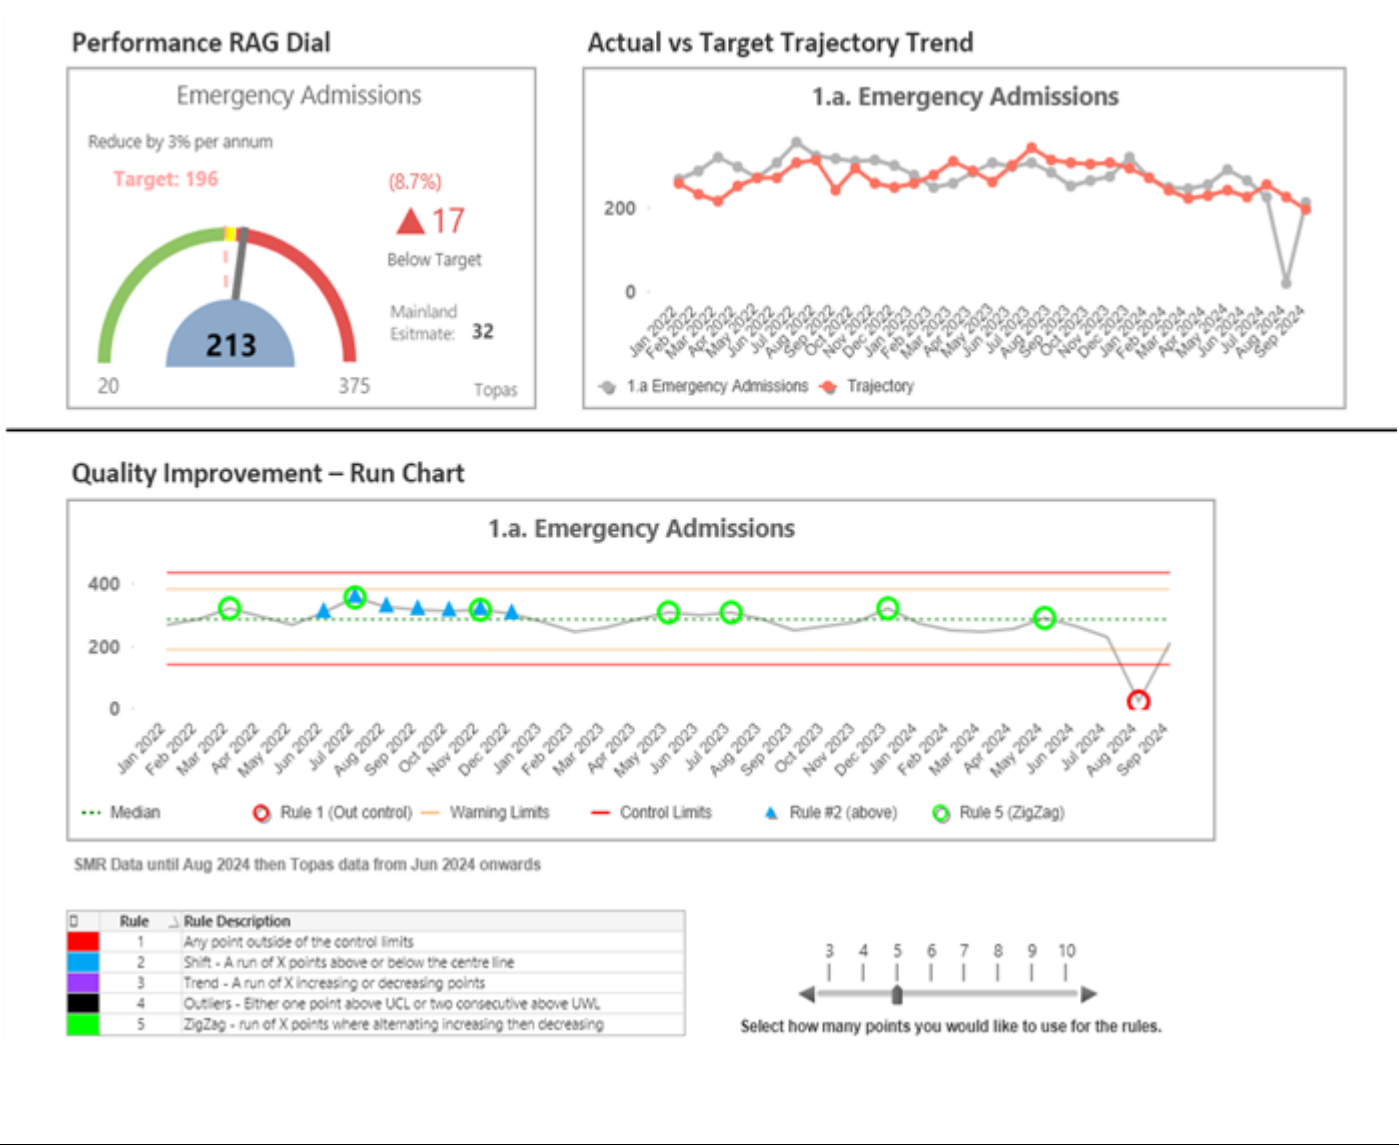 Performance RAG Dial
Actual vs Target Trajectory Trend
Emergency Admissions
Reduce by 3% per annum
Target: 196
(8.7%)
17
Below Target
Mainland
Esitmate: 32
213
20
375
Topas
1.a. Emergency Admissions
200
0
Jan 2022
Feb 2022
Mar 2022
Apr 2022
May 2022
Jun 2022
Jul 2022
Aug 2022
Sep 2022
Oct 2022
Nov 2022
Dec 2022
Jan 2023
Feb 2023
Mar 2023
Apr 2023
May 2023
Jun 2023
Jul 2023
Aug 2023
Sep 2023
Oct 2023
Nov 2023
Dec 2023
Jan 2024
Feb 2024
Mar 2024
Apr 2024
May 2024
Jun 2024
Jul 2024
Aug 2024
Sep 2024
1.a Emergency Admissions
Trajectory
Quality Improvement – Run Chart
1.a. Emergency Admissions
400
200
0
Jan 2022
Feb 2022
Mar 2022
Apr 2022
May 2022
Jun 2022
Jul 2022
Aug 2022
Sep 2022
Oct 2022
Nov 2022
Dec 2022
Jan 2023
Feb 2023
Mar 2023
Apr 2023
May 2023
Jun 2023
Jul 2023
Aug 2023
Sep 2023
Oct 2023
Nov 2023
Dec 2023
Jan 2024
Feb 2024
Mar 2024
Apr 2024
May 2024
Jun 2024
Jul 2024
Aug 2024
Sep 2024
Median
Rule 1 (Out control)
Warning Limits
Control Limits
Rule #2 (above)
Rule 5 (ZigZag)
SMR Data until Aug 2024 then Topas data from Jun 2024 onwards
Rule Rule Description
1 Any point outside of the control limits
2 Shift - A run of X points above or below the centre line
3 Trend - A run of X increasing or decreasing points
4 Outliers - Either one point above UCL or two consecutive above UWL
5 ZigZag - run of X points where alternating increasing then decreasing
3 4 5 6 7 8 9 10
Select how many points you would like to use for the rules.